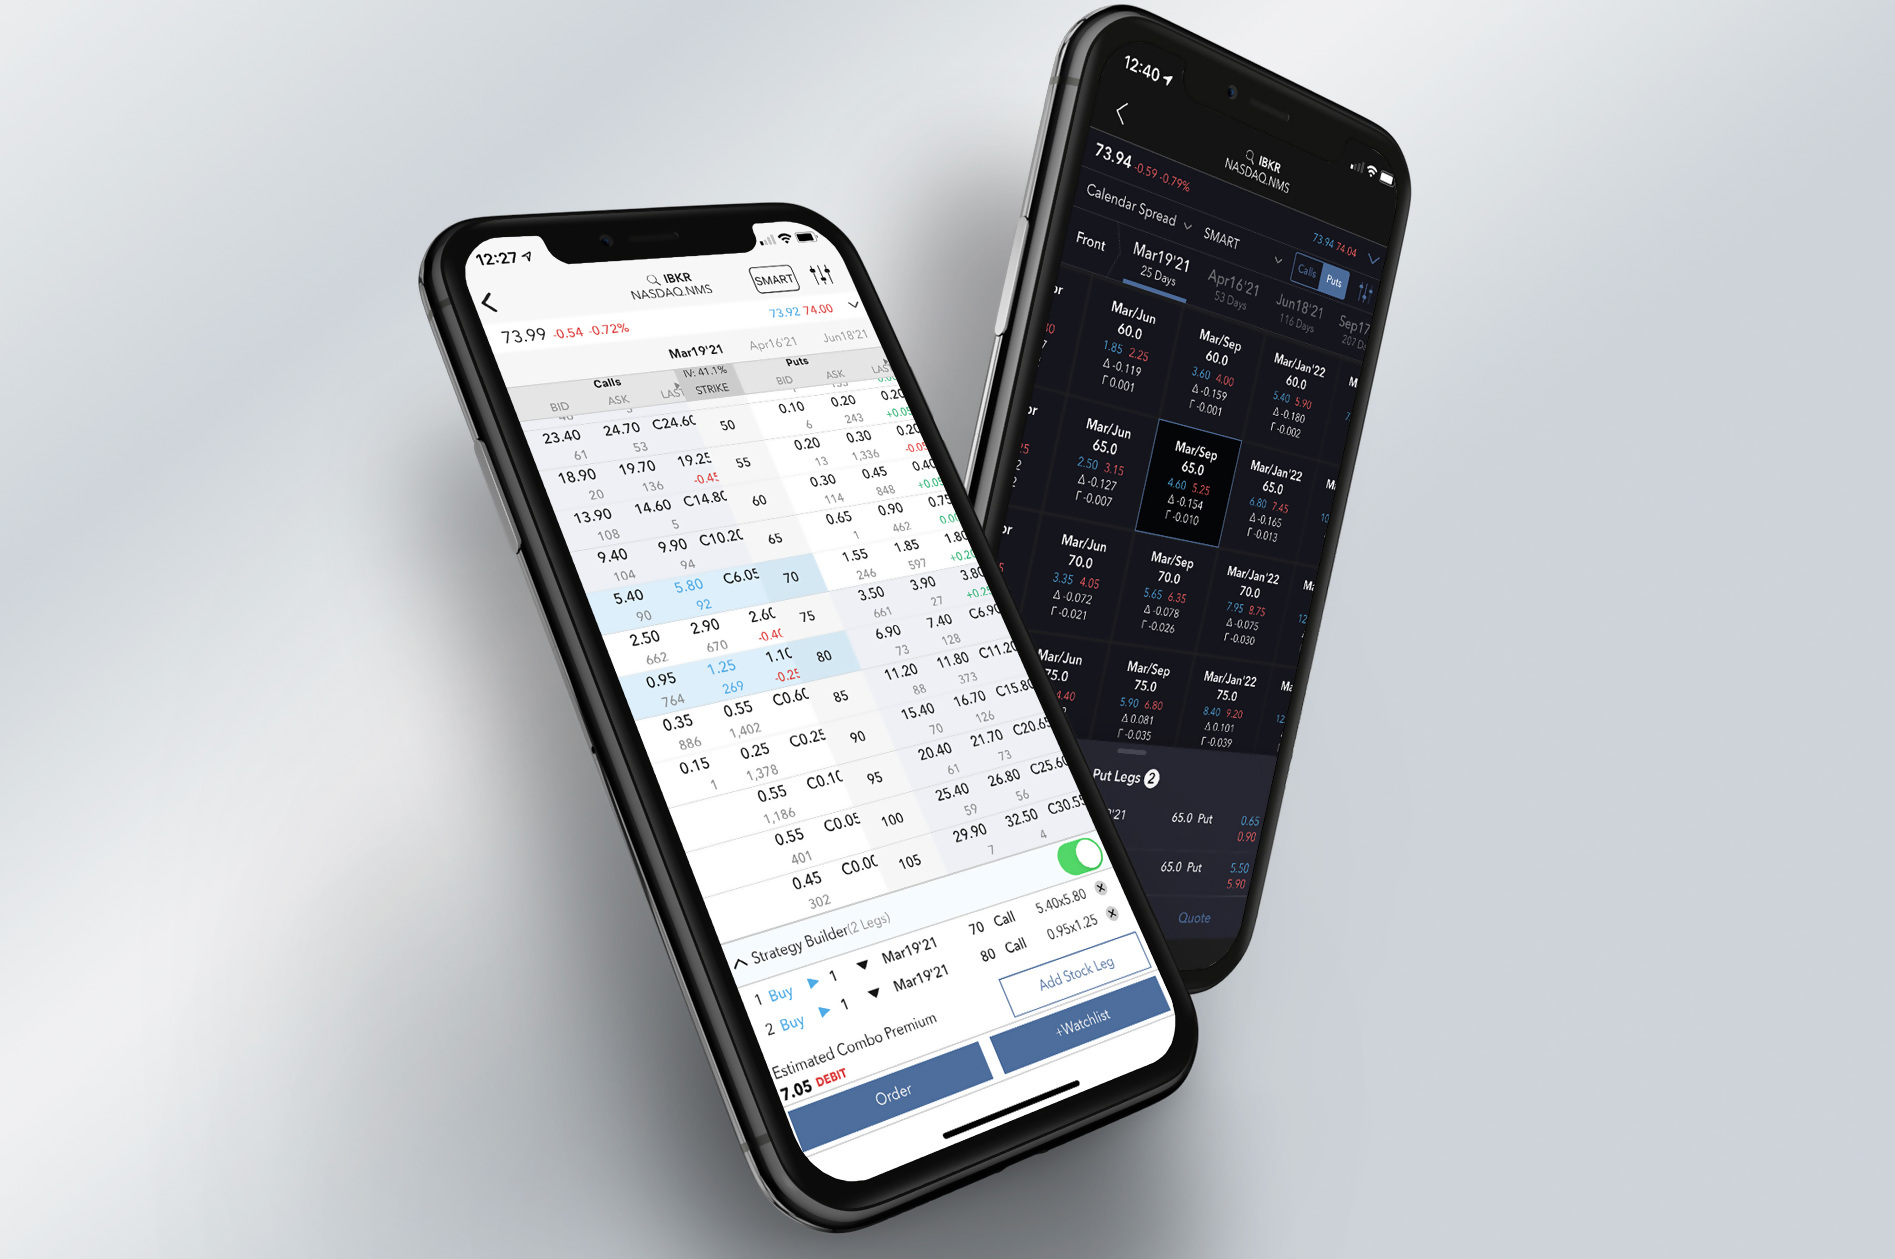 12:27
IBKR
NASDAQ.NMS
SMART
73.99 -0.54 -0.72%
73.92 74.00
Mar19'21 Apr16'21 Jun18'21
Calls IV: 41.1% Puts
BID ASK LAST STRIKE BID ASK LAS
23.40 24.70 C24.60 50 0.10 0.20 0.20
61 53 6 243 +0.05
18.90 19.70 19.25 55 0.20 0.30 0.20
20 136 -0.45 13 1,336 -0.05
13.90 14.60 C14.80 60 0.30 0.45 0.40
108 5 114 848 +0.05
9.40 9.90 C10.20 65 0.65 0.90 0.75
104 94 1 462 0.00
5.40 5.80 C6.05 70 1.55 1.85 1.80
90 92 246 597 +0.20
2.50 2.90 2.60 75 3.50 3.90 3.80
662 670 -0.40 661 27 +0.25
0.95 1.25 1.10 80 6.90 7.40 C6.90
764 269 -0.25 73 128
0.35 0.55 C0.60 85 11.20 11.80 C11.20
886 1,402 88 373
0.15 0.25 C0.25 90 15.40 16.70 C15.80
1 1,378 70 126
0.55 C0.10 95 20.40 21.70 C20.65
1,186 61 73
0.55 C0.05 100 25.40 26.80 C25.60
401 59 56
0.45 C0.00 105 29.90 32.50 C30.55
302 7 4
Strategy Builder(2 Legs)
1 Buy 1 Mar19'21 70 Call 5.40x5.80
2 Buy 1 Mar19'21 80 Call 0.95x1.25
Estimated Combo Premium
7.05 DEBIT
Add Stock Leg
Order
+Watchlist
12:40
IBKR
NASDAQ.NMS
73.94 -0.59 -0.79%
73.94 74.04
Calendar Spread SMART
Calls Puts
Front Mar19'21 Apr16'21 Jun18'21 Sep17
25 Days 53 Days 116 Days 207 Da
Mar/Jun Mar/Sep Mar/Jan'22
60.0 60.0 60.0
1.85 2.25 3.60 4.00 5.40 5.90
Δ-0.119 Δ-0.159 Δ-0.180
Γ0.001 Γ-0.001 Γ-0.002
Mar/Jun Mar/Sep Mar/Jan'22
65.0 65.0 65.0
2.50 3.15 4.60 5.25 6.80 7.45
Δ-0.127 Δ-0.154 Δ-0.165
Γ-0.007 Γ-0.010 Γ-0.013
Mar/Jun Mar/Sep Mar/Jan'22
70.0 70.0 70.0
3.35 4.05 5.65 6.35 7.95 8.75
Δ-0.072 Δ-0.078 Δ-0.075
Γ-0.021 Γ-0.026 Γ-0.030
Mar/Jun Mar/Sep Mar/Jan'22
75.0 75.0 75.0
4.40 5.90 6.80 8.40 9.20
Δ0.081 Δ0.101
Γ-0.035 Γ-0.039
Put Legs 2
'21 65.0 Put 0.65
0.90
65.0 Put 5.50
5.90
Quote